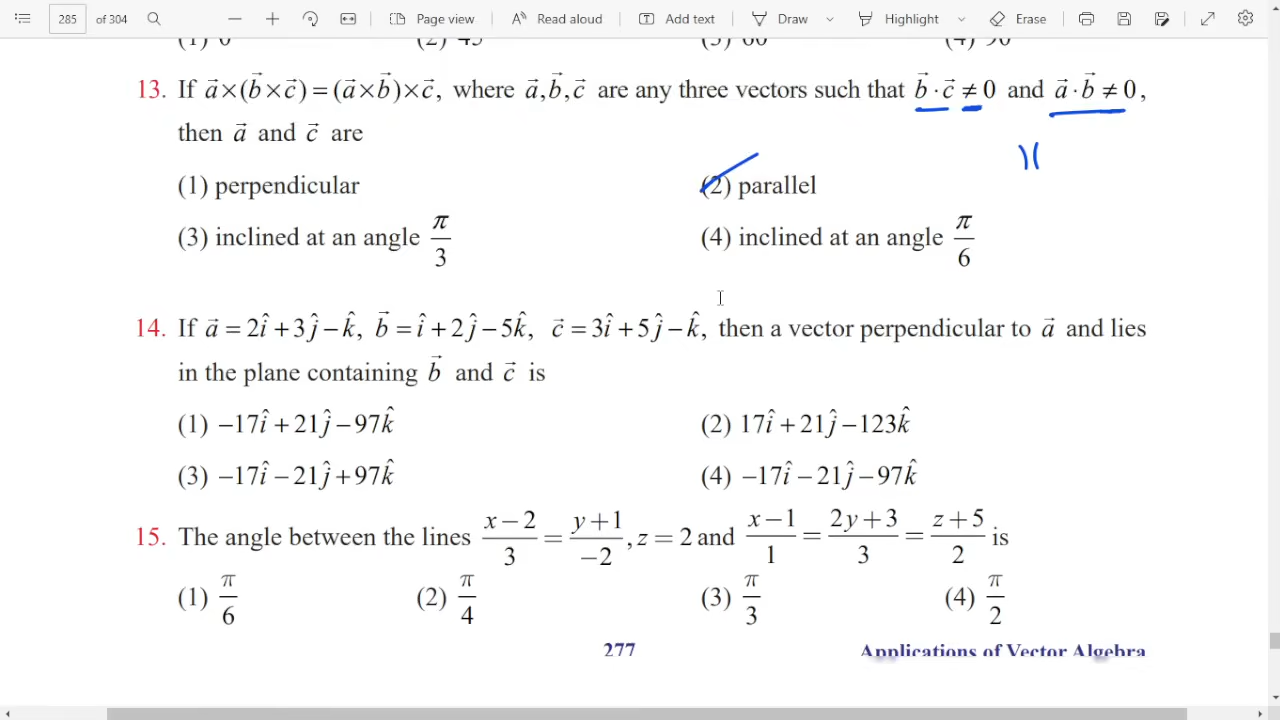 285 of 304 Page view Read aloud Add text Draw Highlight Erase
13. If a⃗×(b⃗×c⃗)=(a⃗×b⃗)×c⃗, where a⃗,b⃗,c⃗ are any three vectors such that b⃗·c⃗≠0 and a⃗·b⃗≠0,
then a⃗ and c⃗ are
(1) perpendicular (2) parallel
(3) inclined at an angle π/3 (4) inclined at an angle π/6
14. If a⃗=2î+3ĵ−k̂, b⃗=î+2ĵ−5k̂, c⃗=3î+5ĵ−k̂, then a vector perpendicular to a⃗ and lies
in the plane containing b⃗ and c⃗ is
(1) −17î+21ĵ−97k̂ (2) 17î+21ĵ−123k̂
(3) −17î−21ĵ+97k̂ (4) −17î−21ĵ−97k̂
15. The angle between the lines (x−2)/3=(y+1)/−2, z=2 and (x−1)/1=(2y+3)/3=(z+5)/2 is
(1) π/6 (2) π/4 (3) π/3 (4) π/2
277 Applications of Vector Algebra